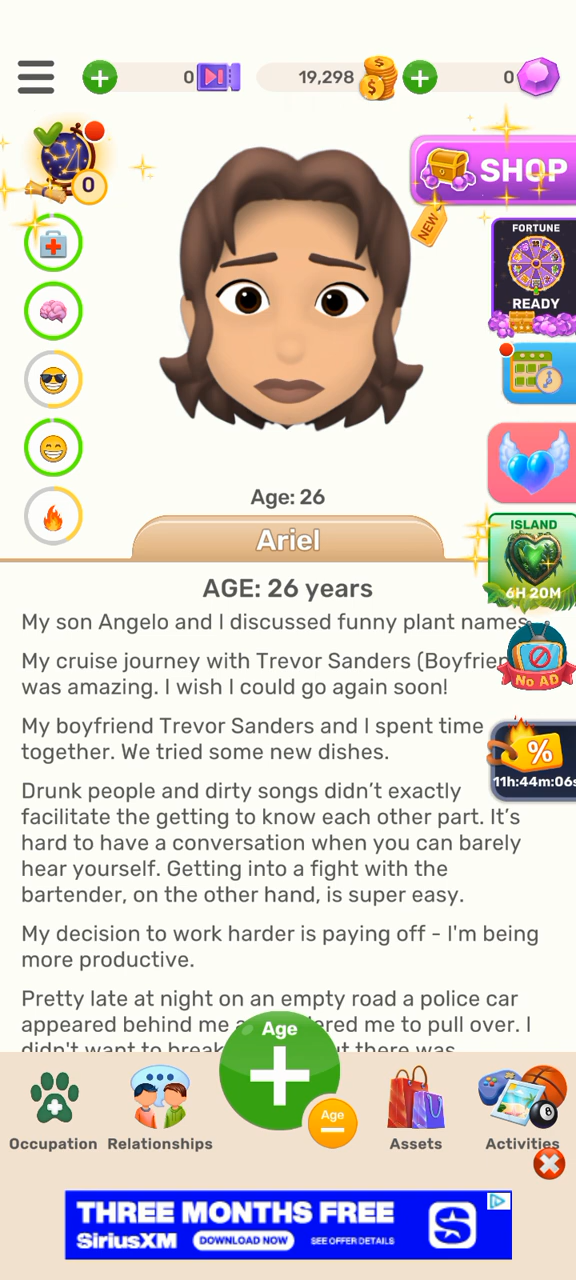 0
19,298
0
0
SHOP
NEW
FORTUNE
READY
Age: 26
Ariel
ISLAND
6H 20M
AGE: 26 years
My son Angelo and I discussed funny plant names.
My cruise journey with Trevor Sanders (Boyfrien
was amazing. I wish I could go again soon!
No AD
My boyfriend Trevor Sanders and I spent time
together. We tried some new dishes.
%
11h:44m:06s
Drunk people and dirty songs didn’t exactly
facilitate the getting to know each other part. It’s
hard to have a conversation when you can barely
hear yourself. Getting into a fight with the
bartender, on the other hand, is super easy.
My decision to work harder is paying off - I'm being
more productive.
Pretty late at night on an empty road a police car
appeared behind me ered me to pull over. I
didn't want to break ut there was
Age
Age
Occupation
Relationships
Assets
Activities
8
THREE MONTHS FREE
SiriusXM
DOWNLOAD NOW
SEE OFFER DETAILS
S